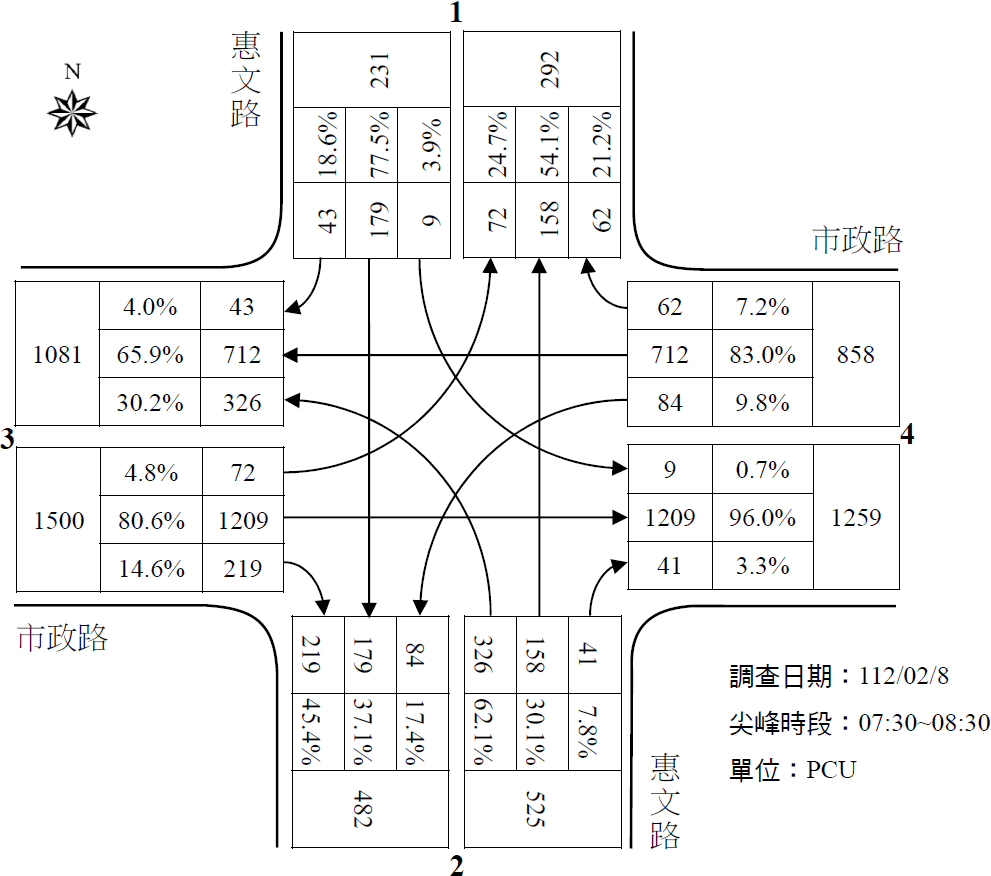 1
N
惠文路
231
292
18.6% 77.5% 3.9%
24.7% 54.1% 21.2%
43 179 9
72 158 62
市政路
1081
4.0% 43
65.9% 712
30.2% 326
62 7.2%
712 83.0%
84 9.8%
858
3
4
1500
4.8% 72
80.6% 1209
14.6% 219
9 0.7%
1209 96.0%
41 3.3%
1259
市政路
219 179 84
326 158 41
45.4% 37.1% 17.4%
62.1% 30.1% 7.8%
482
525
惠文路
2
調查日期：112/02/8
尖峰時段：07:30~08:30
單位：PCU